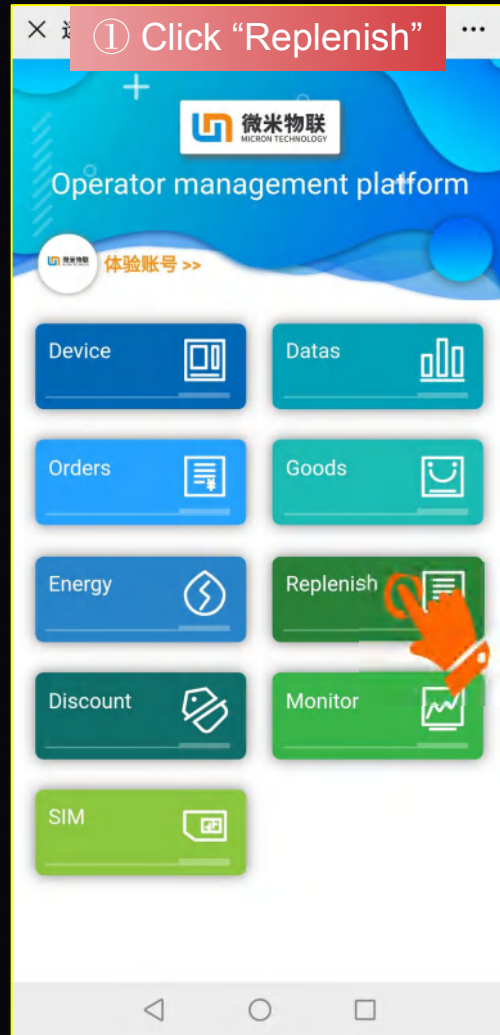 ① Click “Replenish”
微米物联
MICRON TECHNOLOGY
Operator management platform
体验账号 >>
Device
Datas
Orders
Goods
Energy
Replenish
Discount
Monitor
SIM